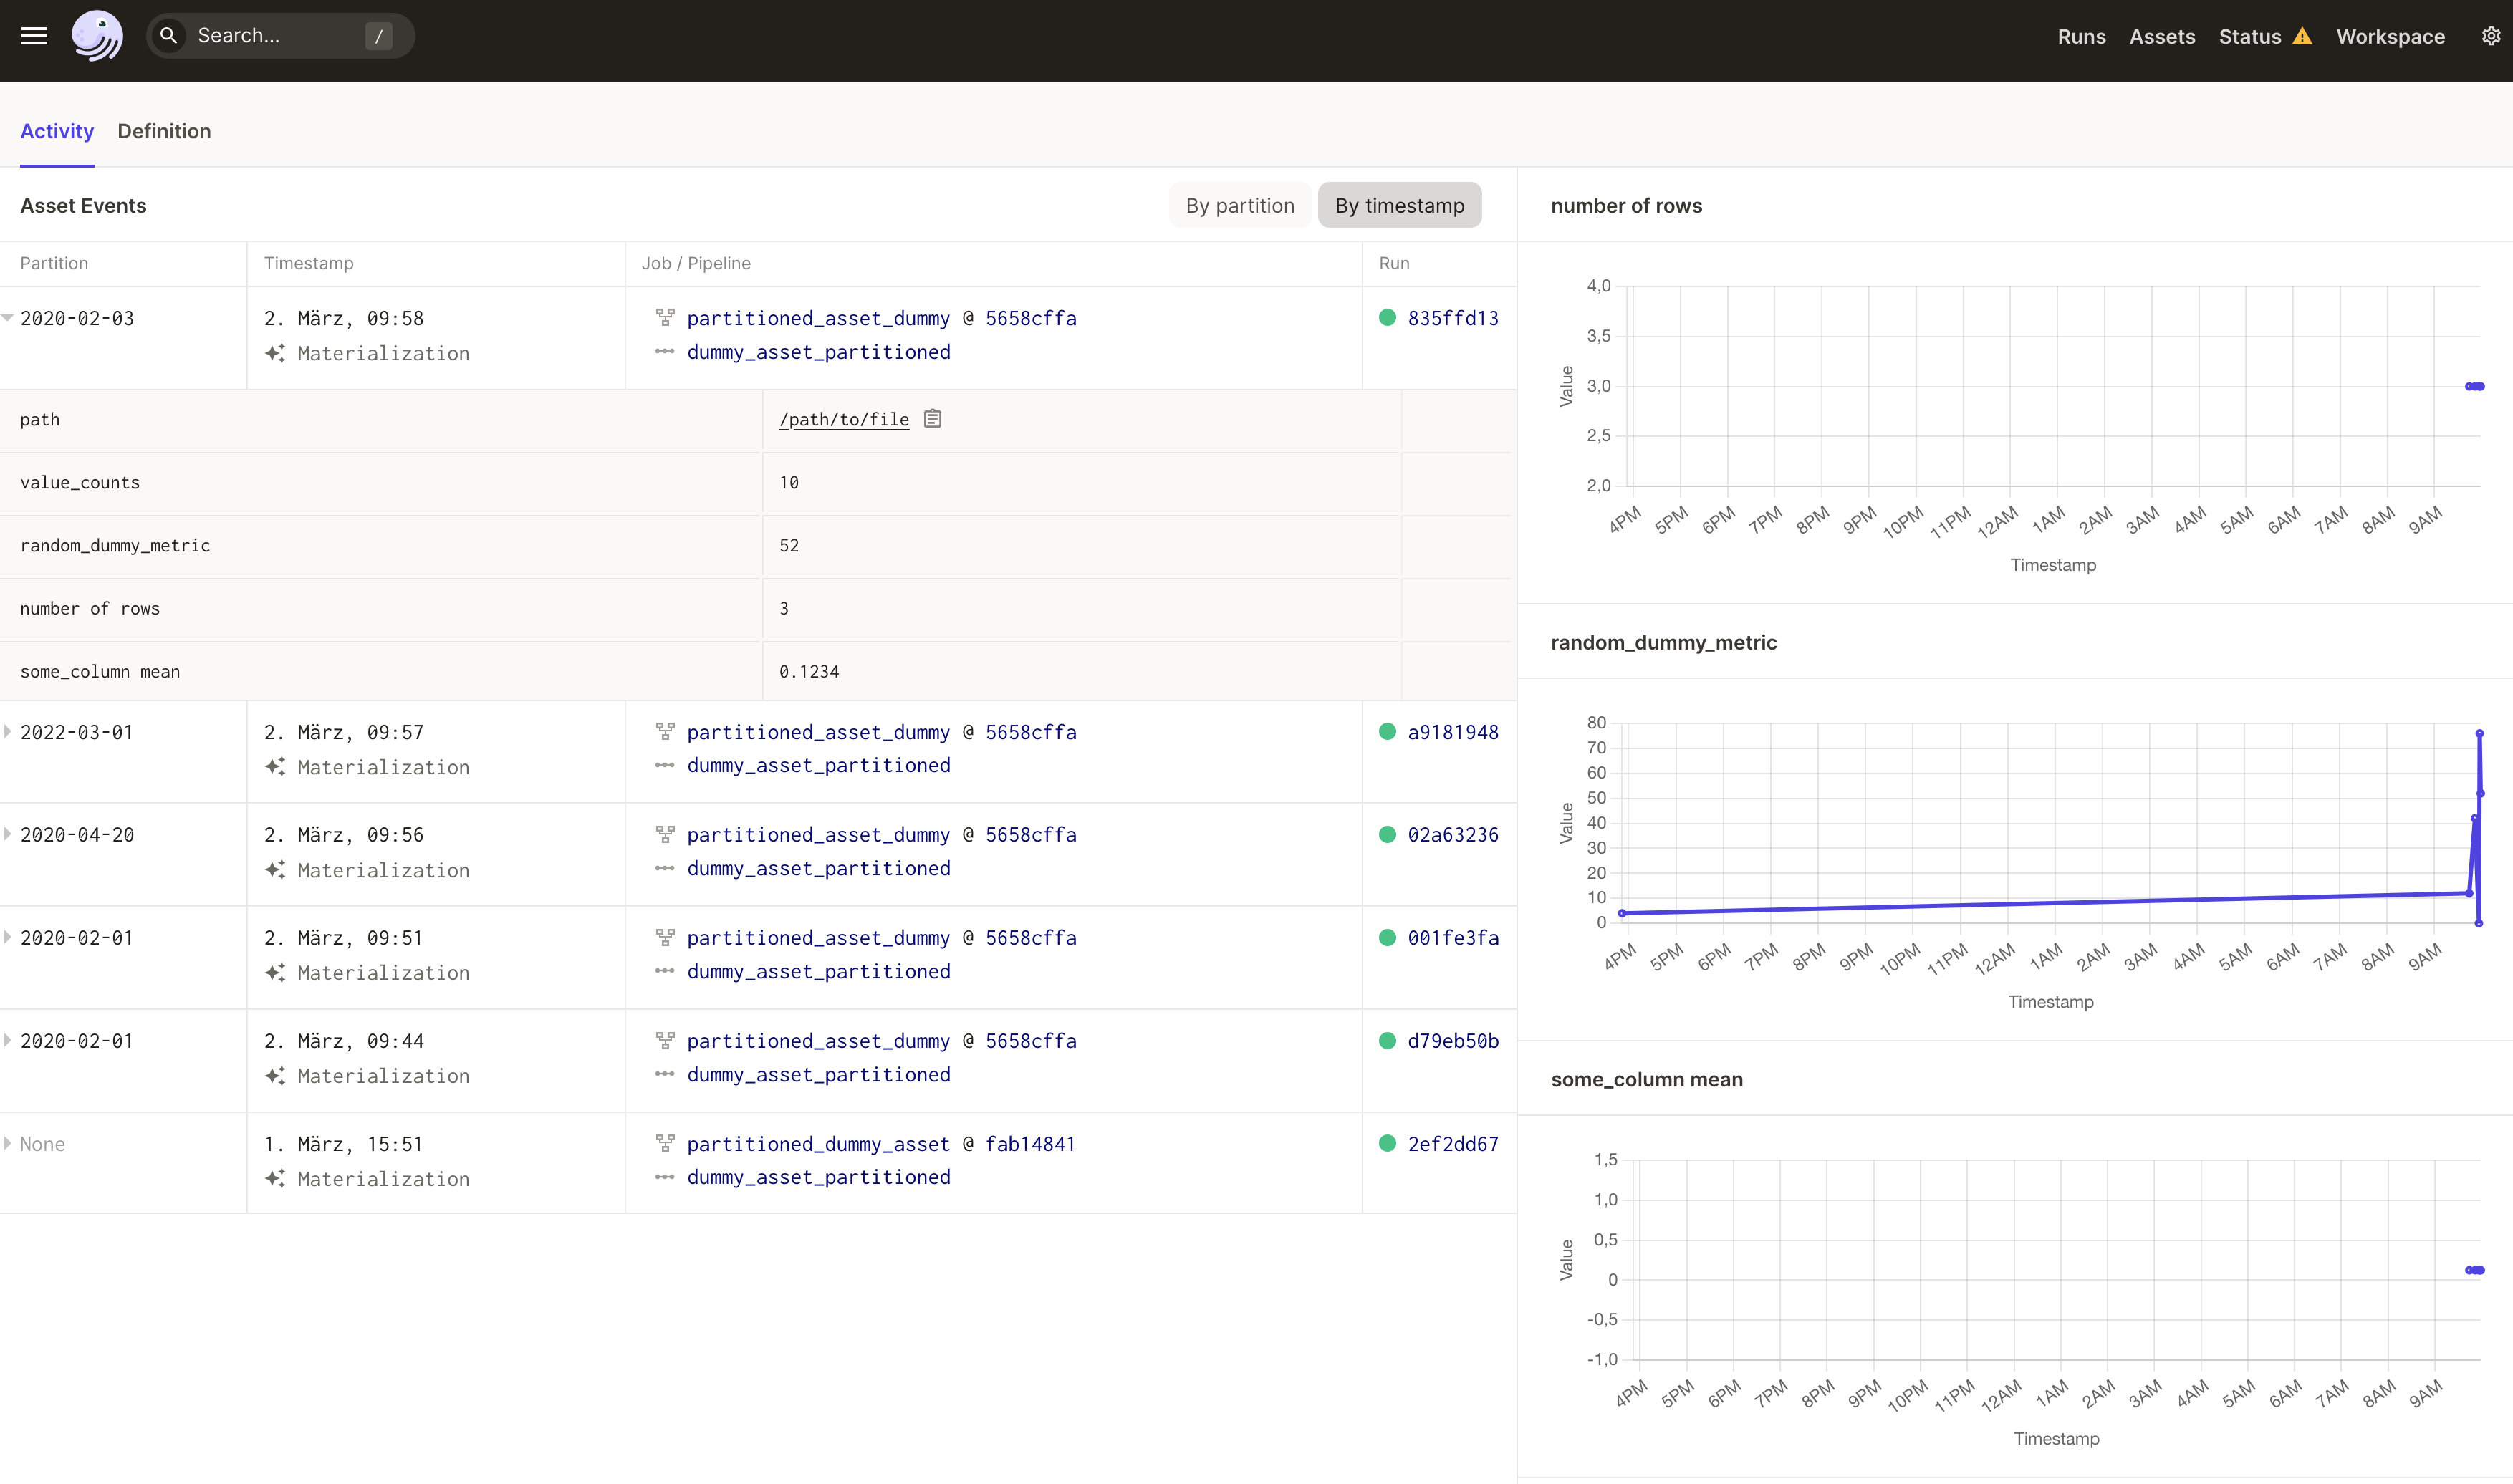 Search... /
Runs Assets Status Workspace
Activity Definition
Asset Events By partition By timestamp
Partition Timestamp Job / Pipeline Run
2020-02-03 2. März, 09:58 partitioned_asset_dummy @ 5658cffa 835ffd13
Materialization dummy_asset_partitioned
path /path/to/file
value_counts 10
random_dummy_metric 52
number of rows 3
some_column mean 0.1234
2022-03-01 2. März, 09:57 partitioned_asset_dummy @ 5658cffa a9181948
Materialization dummy_asset_partitioned
2020-04-20 2. März, 09:56 partitioned_asset_dummy @ 5658cffa 02a63236
Materialization dummy_asset_partitioned
2020-02-01 2. März, 09:51 partitioned_asset_dummy @ 5658cffa 001fe3fa
Materialization dummy_asset_partitioned
2020-02-01 2. März, 09:44 partitioned_asset_dummy @ 5658cffa d79eb50b
Materialization dummy_asset_partitioned
None 1. März, 15:51 partitioned_dummy_asset @ fab14841 2ef2dd67
Materialization dummy_asset_partitioned
number of rows
4,0
3,5
3,0
2,5
2,0
Value
4PM 5PM 6PM 7PM 8PM 9PM 10PM 11PM 12AM 1AM 2AM 3AM 4AM 5AM 6AM 7AM 8AM 9AM
Timestamp
random_dummy_metric
80
70
60
50
40
30
20
10
0
Value
4PM 5PM 6PM 7PM 8PM 9PM 10PM 11PM 12AM 1AM 2AM 3AM 4AM 5AM 6AM 7AM 8AM 9AM
Timestamp
some_column mean
1,5
1,0
0,5
0
-0,5
-1,0
Value
4PM 5PM 6PM 7PM 8PM 9PM 10PM 11PM 12AM 1AM 2AM 3AM 4AM 5AM 6AM 7AM 8AM 9AM
Timestamp